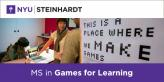 NYU STEINHARDT
THIS IS A
PLACE WHERE
WE MAKE
GAMES
MS in Games for Learning